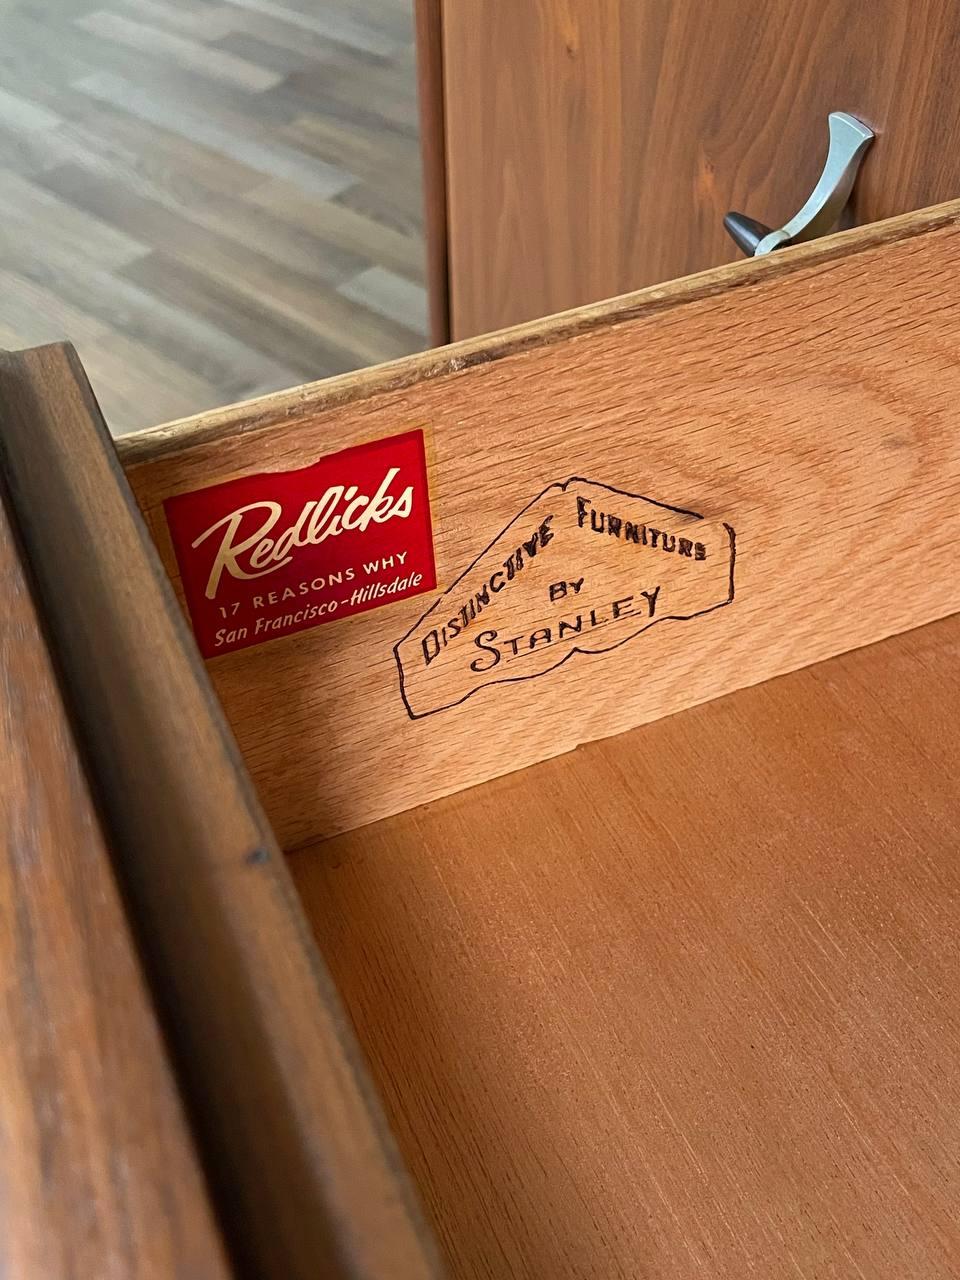 Redlicks
17 REASONS WHY
San Francisco-Hillsdale
DISTINCTIVE FURNITURE
BY
STANLEY